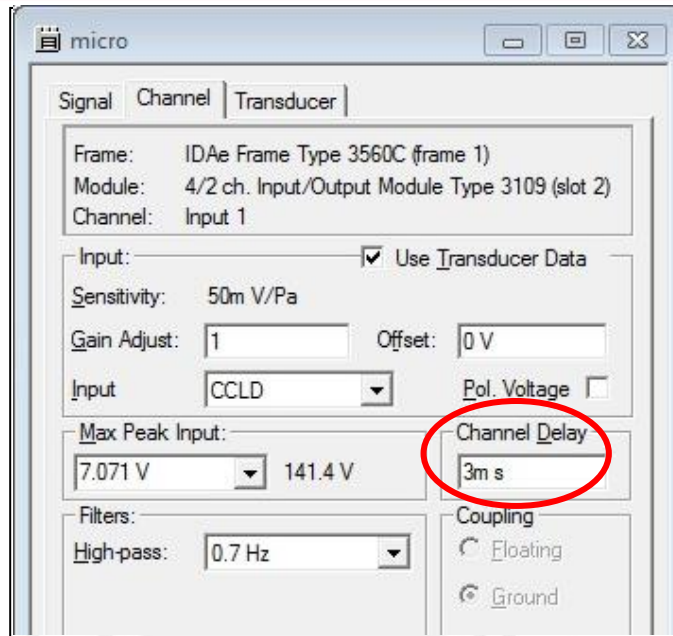 micro
Signal Channel Transducer
Frame: IDAe Frame Type 3560C (frame 1)
Module: 4/2 ch. Input/Output Module Type 3109 (slot 2)
Channel: Input 1
Input: Use Transducer Data
Sensitivity: 50m V/Pa
Gain Adjust: 1 Offset: 0 V
Input CCLD Pol. Voltage
Max Peak Input: Channel Delay
7.071 V 141.4 V 3m s
Filters: Coupling
High-pass: 0.7 Hz Floating
Ground